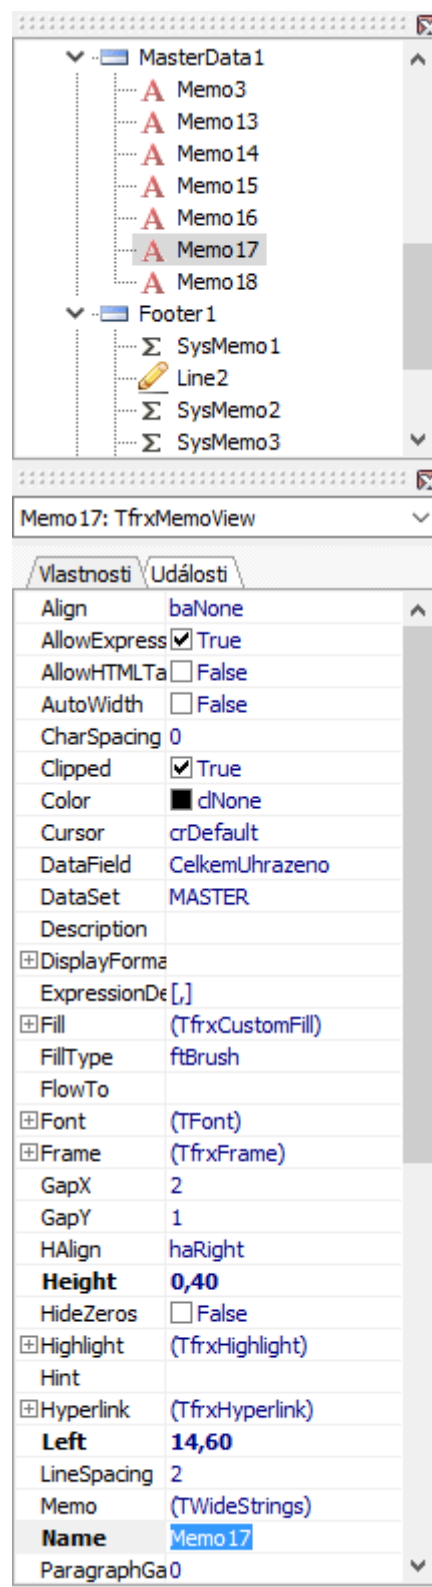 MasterData1
Memo3
Memo13
Memo14
Memo15
Memo16
Memo17
Memo18
Footer1
SysMemo1
Line2
SysMemo2
SysMemo3
Memo17: TfrxMemoView
Vlastnosti Události
Align baNone
AllowExpress True
AllowHTMLTa False
AutoWidth False
CharSpacing 0
Clipped True
Color clNone
Cursor crDefault
DataField CelkemUhrazeno
DataSet MASTER
Description
DisplayForma
ExpressionDe [,]
Fill (TfrxCustomFill)
FillType ftBrush
FlowTo
Font (TFont)
Frame (TfrxFrame)
GapX 2
GapY 1
HAlign haRight
Height 0,40
HideZeros False
Highlight (TfrxHighlight)
Hint
Hyperlink (TfrxHyperlink)
Left 14,60
LineSpacing 2
Memo (TWideStrings)
Name Memo17
ParagraphGa 0